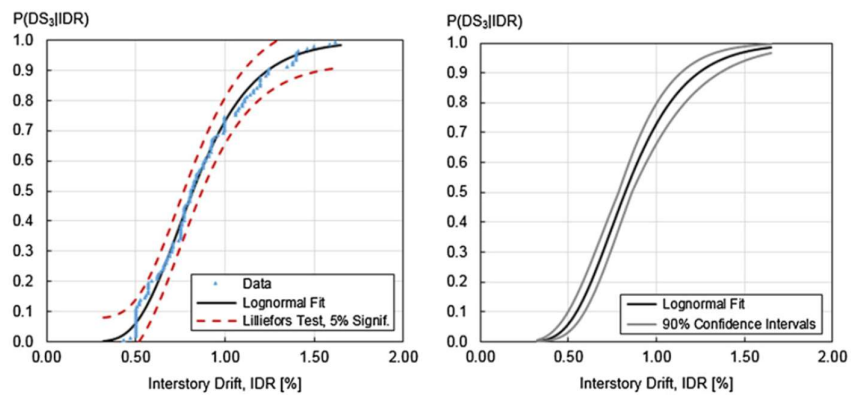 P(DS₃|IDR)
1.0
0.9
0.8
0.7
0.6
0.5
0.4
0.3
0.2
0.1
0.0
Data
Lognormal Fit
Lilliefors Test, 5% Signif.
0.00 0.50 1.00 1.50 2.00
Interstory Drift, IDR [%]
P(DS₃|IDR)
1.0
0.9
0.8
0.7
0.6
0.5
0.4
0.3
0.2
0.1
0.0
Lognormal Fit
90% Confidence Intervals
0.00 0.50 1.00 1.50 2.00
Interstory Drift, IDR [%]